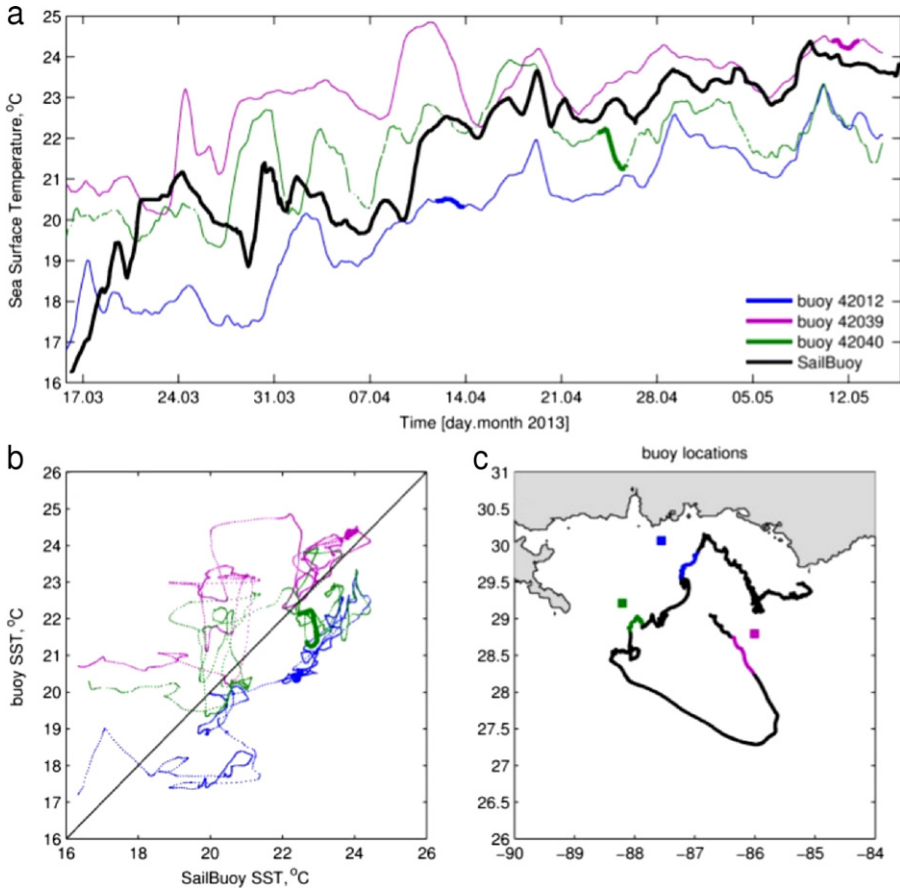 a
25
24
23
22
21
20
19
18
17
16
Sea Surface Temperature, °C
buoy 42012
buoy 42039
buoy 42040
SailBuoy
17.03 24.03 31.03 07.04 14.04 21.04 28.04 05.05 12.05
Time [day.month 2013]
b
26
25
24
23
22
21
20
19
18
17
16
buoy SST, °C
16 18 20 22 24 26
SailBuoy SST, °C
c
buoy locations
31
30.5
30
29.5
29
28.5
28
27.5
27
26.5
26
−90 −89 −88 −87 −86 −85 −84